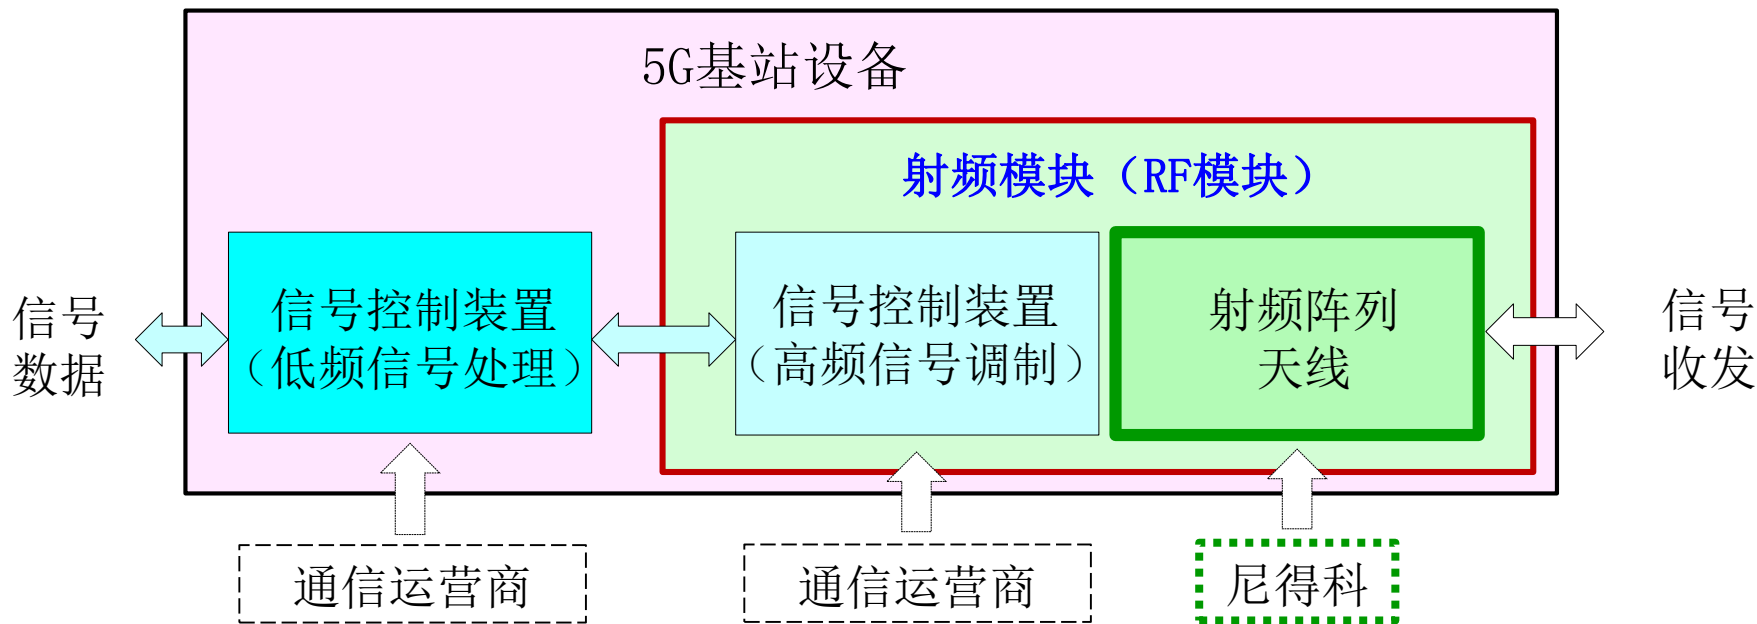 5G基站设备
射频模块（RF模块）
信号
数据
信号控制装置
（低频信号处理）
信号控制装置
（高频信号调制）
射频阵列
天线
信号
收发
通信运营商
通信运营商
尼得科